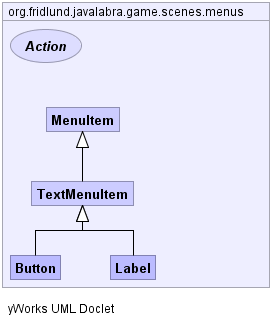 org.fridlund.javalabra.game.scenes.menus
Action
MenuItem
TextMenuItem
Button
Label
yWorks UML Doclet